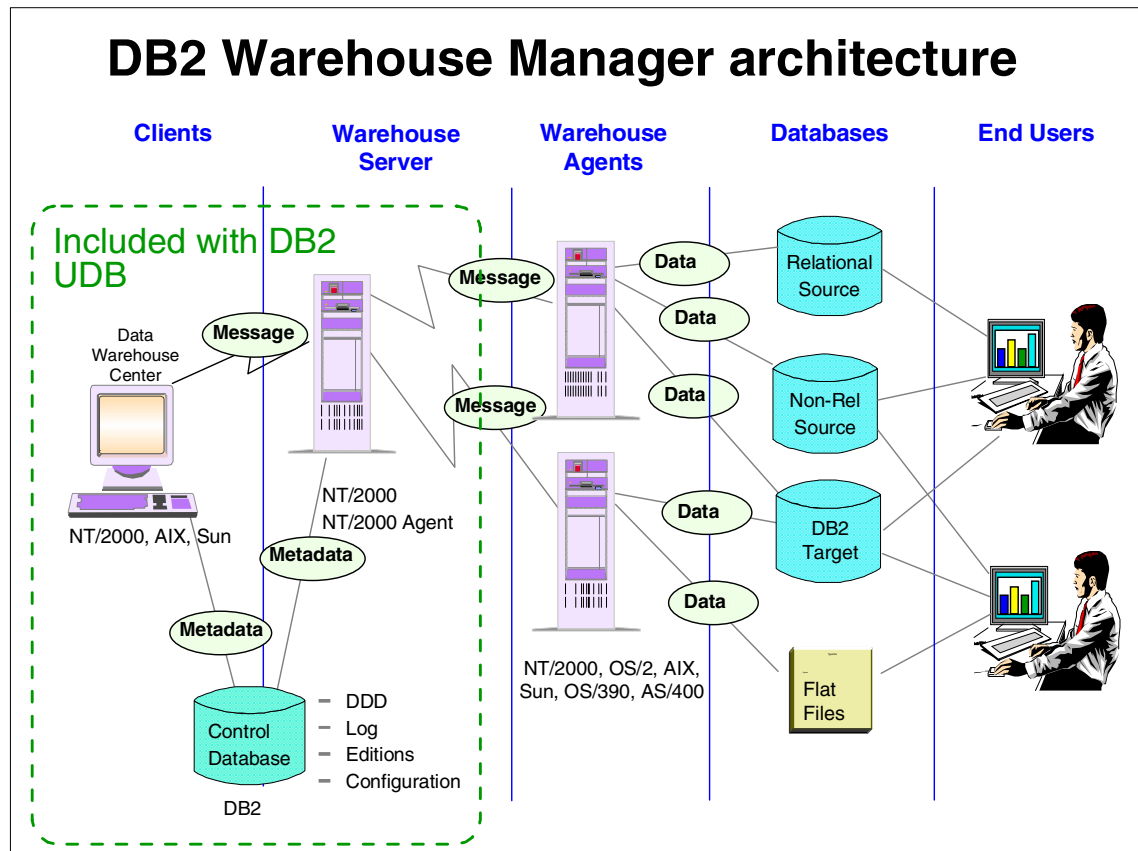 DB2 Warehouse Manager architecture
Clients
Warehouse
Server
Warehouse
Agents
Databases
End Users
Included with DB2
UDB
Data
Warehouse
Center
Message
NT/2000, AIX, Sun
NT/2000
NT/2000 Agent
Metadata
Metadata
Control
Database
DB2
DDD
Log
Editions
Configuration
Message
Message
NT/2000, OS/2, AIX,
Sun, OS/390, AS/400
Data
Data
Data
Data
Data
Relational
Source
Non-Rel
Source
DB2
Target
Flat
Files